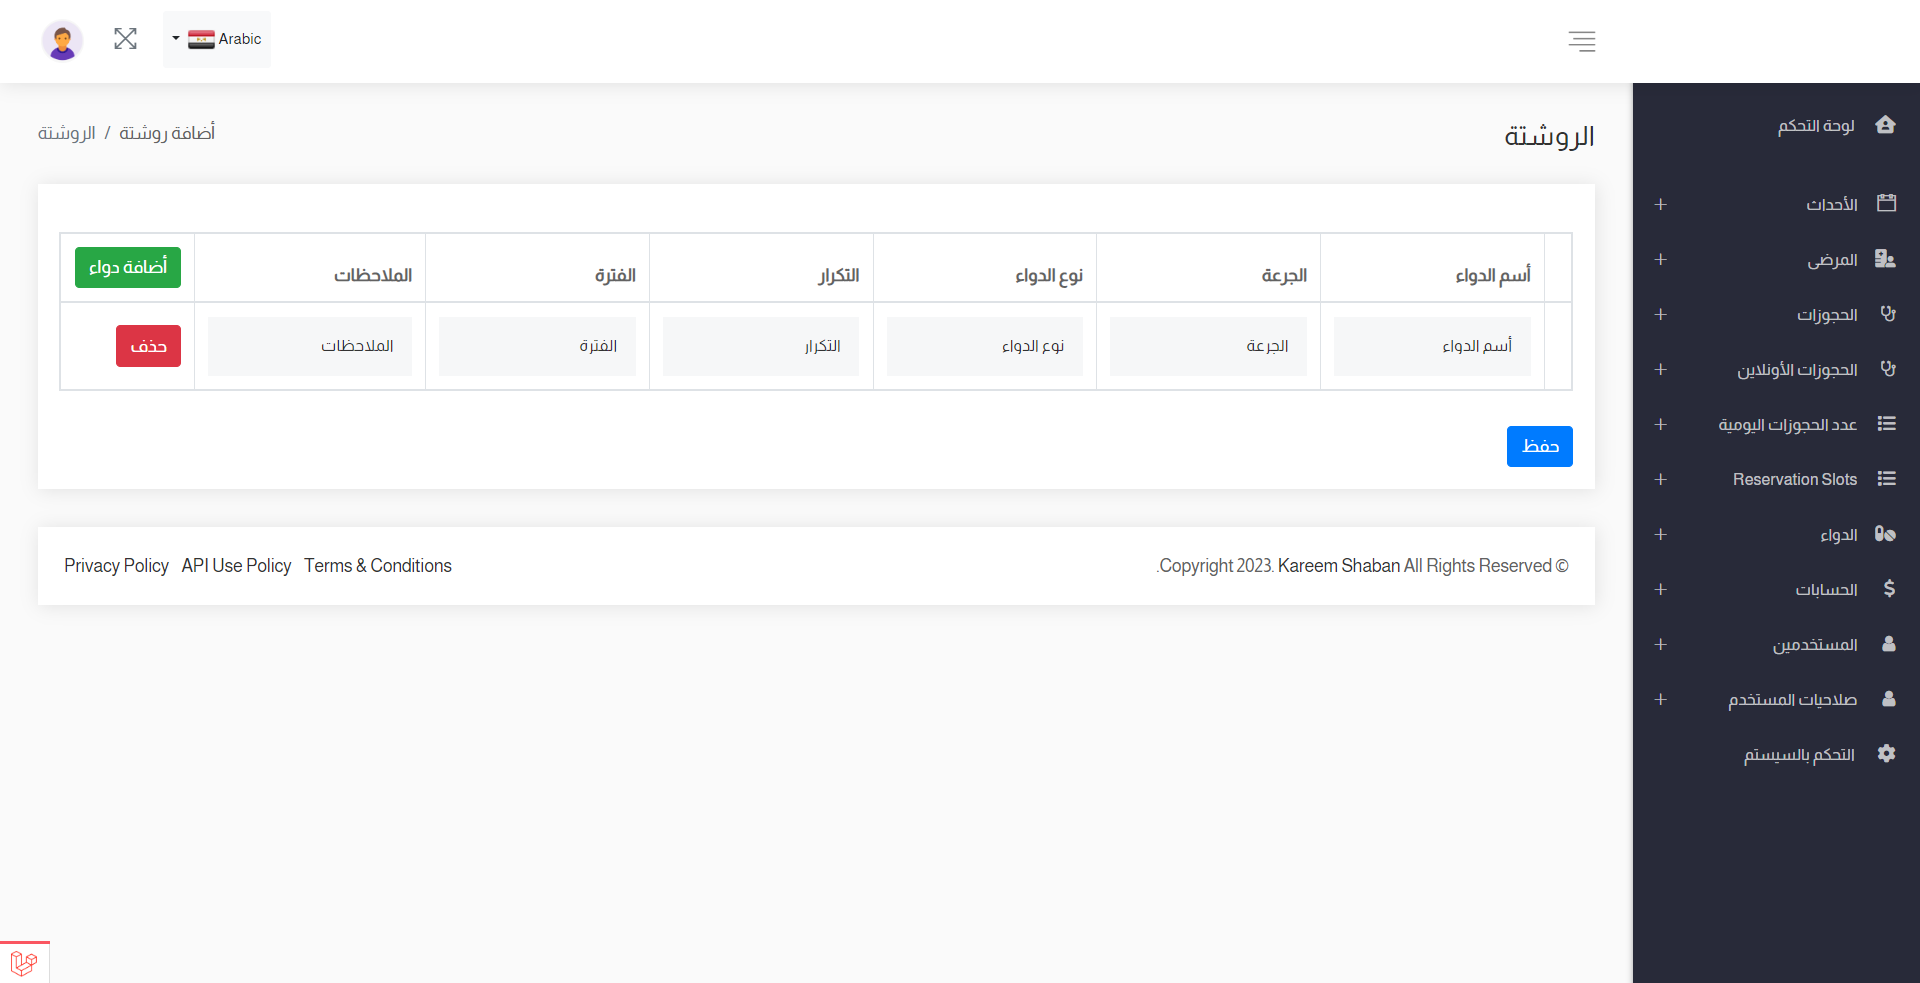 Arabic
لوحة التحكم
الأحداث
المرضى
الحجوزات
الحجوزات الأونلاين
عدد الحجوزات اليومية
Reservation Slots
الدواء
الحسابات
المستخدمين
صلاحيات المستخدم
التحكم بالسيستم
الروشتة
أضافة روشتة / الروشتة
أسم الدواء الجرعة نوع الدواء التكرار الفترة الملاحظات أضافة دواء
أسم الدواء الجرعة نوع الدواء التكرار الفترة الملاحظات حذف
حفظ
.Copyright 2023. Kareem Shaban All Rights Reserved ©
Privacy Policy API Use Policy Terms & Conditions